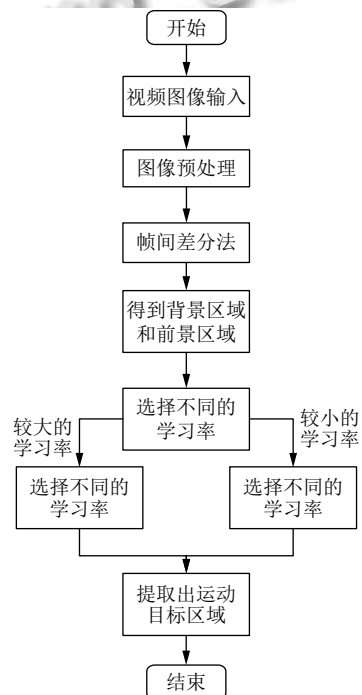 开始
视频图像输入
图像预处理
帧间差分法
得到背景区域
和前景区域
选择不同的
学习率
较大的
学习率
较小的
学习率
选择不同的
学习率
选择不同的
学习率
提取出运动
目标区域
结束